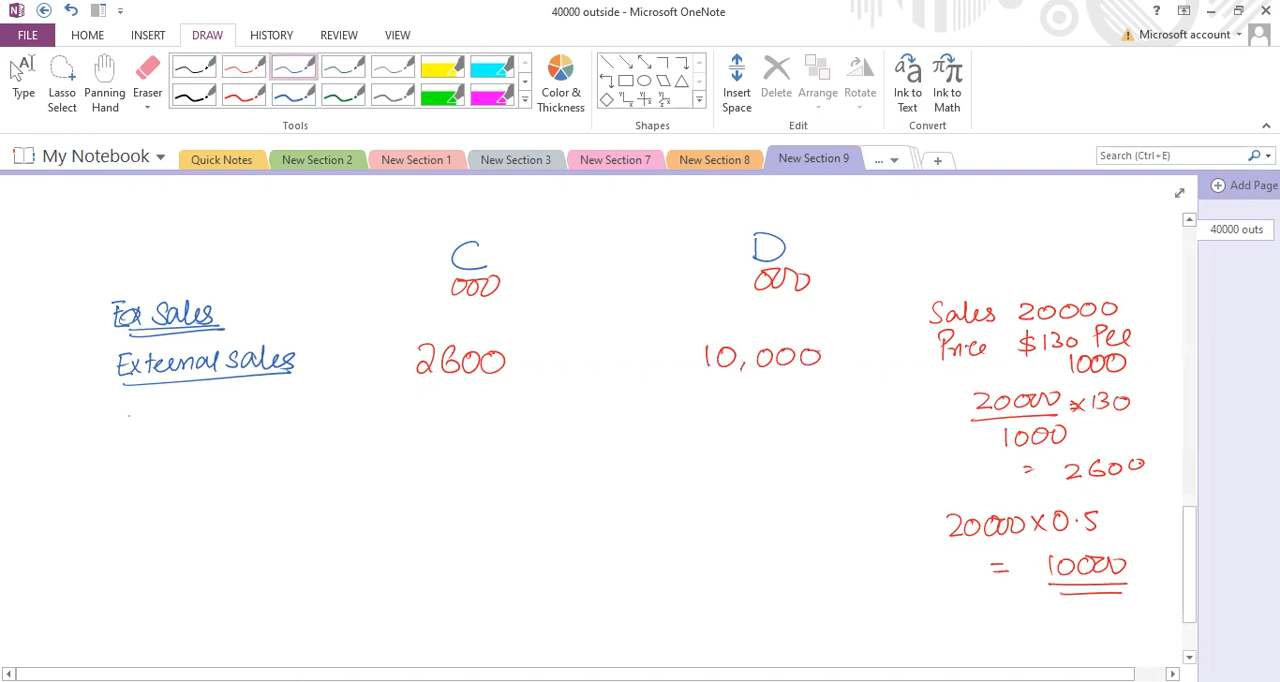 40000 outside - Microsoft OneNote
FILE HOME INSERT DRAW HISTORY REVIEW VIEW
Microsoft account
Type
Lasso Select
Panning Hand
Eraser
Color & Thickness
Insert Space
Delete
Arrange
Rotate
Ink to Text
Ink to Math
Tools
Shapes
Edit
Convert
My Notebook
Quick Notes
New Section 2
New Section 1
New Section 3
New Section 7
New Section 8
New Section 9
...
Search (Ctrl+E)
Add Page
40000 outs
C D
000 000
Ex Sales
External Sales 2600 10,000
Sales 20000
Price $130 Per
1000
20000 × 130
1000
= 2600
20000 × 0.5
= 10000